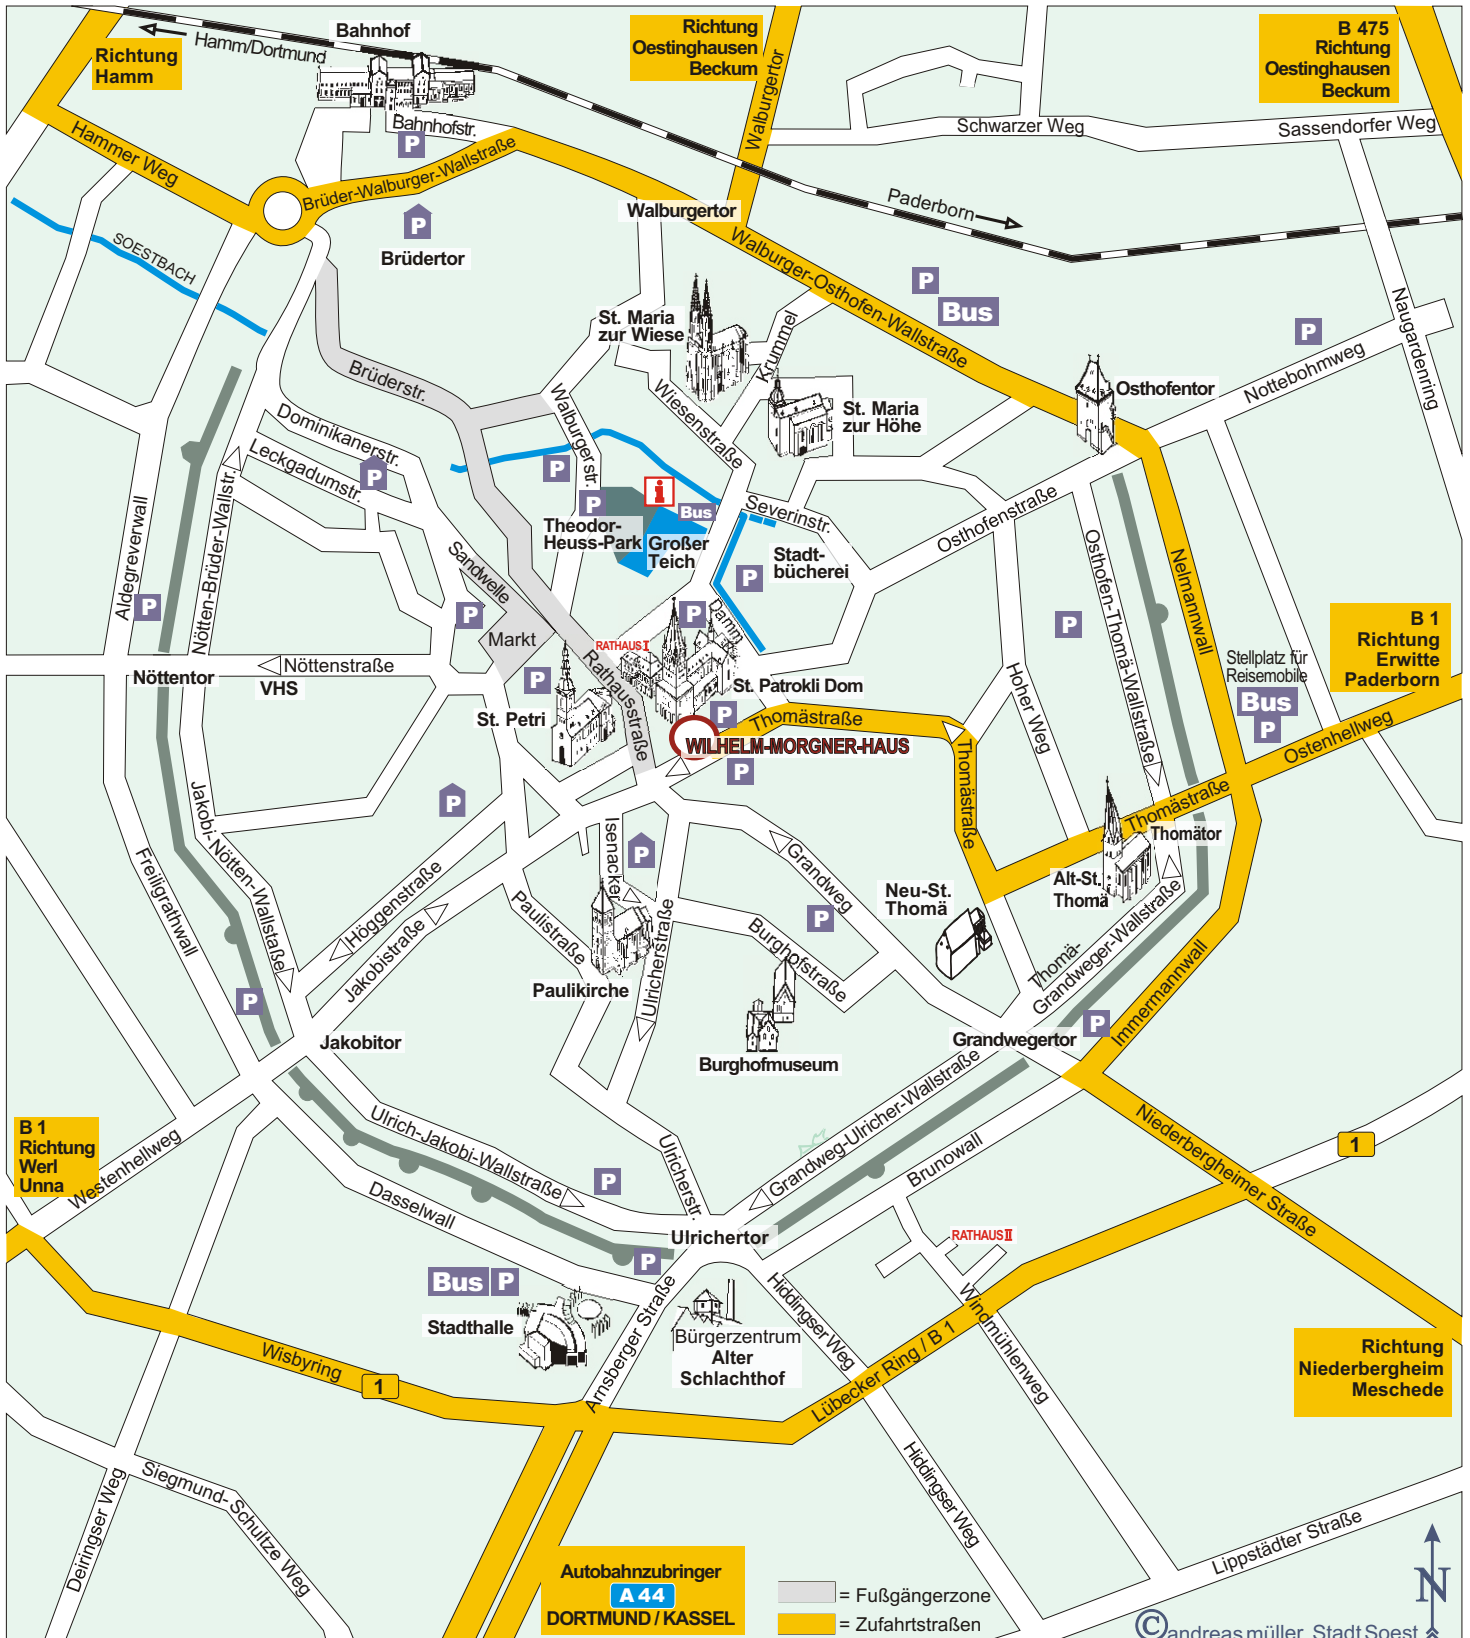 Bahnhof
Hamm/Dortmund
Richtung
Hamm
Richtung
Oestinghausen
Beckum
B 475
Richtung
Oestinghausen
Beckum
Walburgertor
Bahnhofstr.
P
Schwarzer Weg
Sassendorfer Weg
Hammer Weg
Brüder-Walburger-Wallstraße
Paderborn
Walburgertor
P
Brüdertor
SOESTBACH
Walburger-Osthofen-Wallstraße
P
Bus
Naugardenring
P
Nottebohmweg
St. Maria
zur Wiese
Krummel
Brüderstr.
Wiesenstraße
Walburgerstr.
St. Maria
zur Höhe
Osthofentor
Dominikanerstr.
Leckgadumstr.
P
P
P
i
Bus
Theodor-
Heuss-Park
Großer
Teich
Severinstr.
Stadt-
bücherei
P
Osthofenstraße
Osthofen-Thomä-Wallstraße
Nelmannwall
Aldegreverwall
P
Nötten-Brüder-Wallstr.
Sandwelle
P
Markt
P
Damm
P
RATHAUS I
Rathausstraße
P
B 1
Richtung
Erwitte
Paderborn
Stellplatz für
Reisemobile
Bus
P
Nöttentor
Nöttenstraße
VHS
St. Petri
St. Patrokli Dom
P
Thomästraße
WILHELM-MORGNER-HAUS
P
Hoher Weg
Ostenhellweg
Thomästraße
Thomästraße
Thomätor
Jakobi-Nötten-Wallstaße
P
Isenacker
P
Grandweg
Freiligrathwall
Höggenstraße
Jakobistraße
Paulistraße
Ulricherstraße
Burghofstraße
P
Neu-St.
Thomä
Alt-St.
Thomä
Thomä-
Grandweger-Wallstraße
Paulikirche
P
Jakobitor
Burghofmuseum
Grandwegertor
P
Immermannwall
B 1
Richtung
Werl
Unna
Westenhellweg
Ulrich-Jakobi-Wallstraße
Dasselwall
P
Ulricherstr.
Grandweg-Ulricher-Wallstraße
Brunowall
Niederbergheimer Straße
1
Ulrichertor
P
RATHAUS II
Bus P
Stadthalle
Arnsberger Straße
Bürgerzentrum
Alter
Schlachthof
Hiddingser Weg
Windmühlenweg
Lübecker Ring / B 1
Richtung
Niederbergheim
Meschede
Wisbyring
1
Deiringser Weg
Siegmund-Schultze Weg
Hiddingser Weg
Lippstädter Straße
Autobahnzubringer
A 44
DORTMUND / KASSEL
= Fußgängerzone
= Zufahrtstraßen
N
© andreas müller Stadt Soest